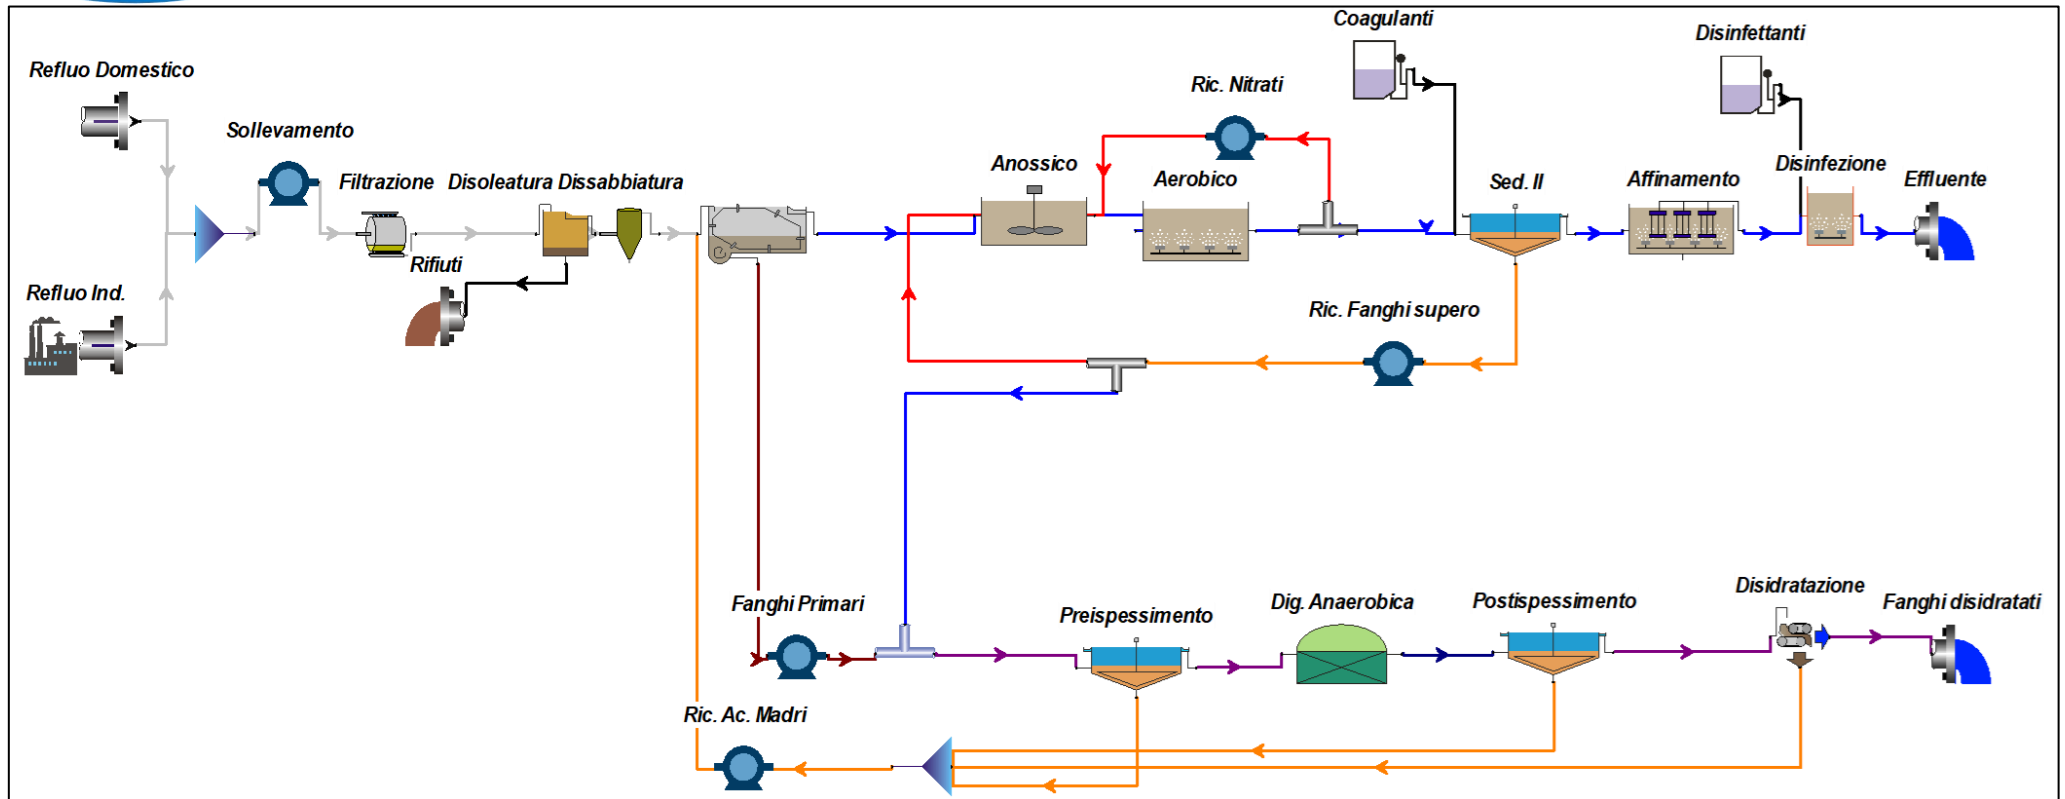 Coagulanti
Disinfettanti
Refluo Domestico
Ric. Nitrati
Sollevamento
Anossico
Aerobico
Sed. II
Affinamento
Disinfezione
Effluente
Filtrazione
Disoleatura Dissabbiatura
Rifiuti
Refluo Ind.
Ric. Fanghi supero
Fanghi Primari
Preispessimento
Dig. Anaerobica
Postispessimento
Disidratazione
Fanghi disidratati
Ric. Ac. Madri